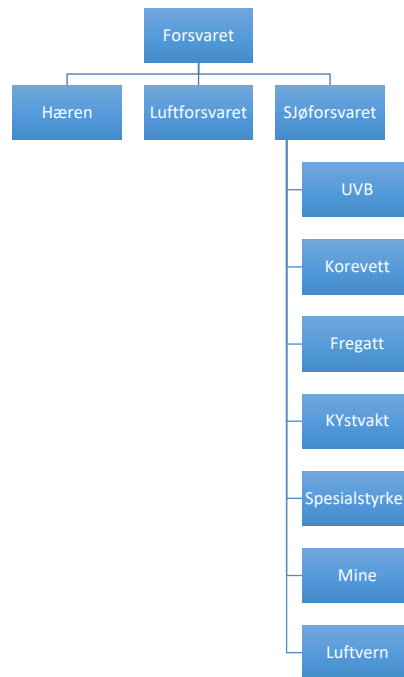 Forsvaret
Hæren
Luftforsvaret
SJøforsvaret
UVB
Korevett
Fregatt
KYstvakt
Spesialstyrke
Mine
Luftvern